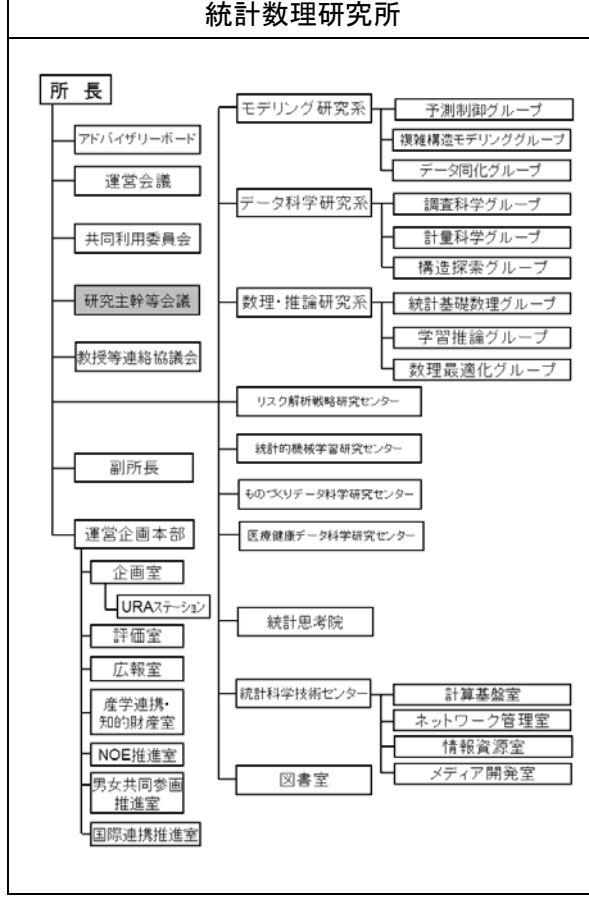 統計数理研究所
所 長
アドバイザリーボード
運営会議
共同利用委員会
研究主幹等会議
教授等連絡協議会
副所長
運営企画本部
企画室
URAステーション
評価室
広報室
産学連携・
知的財産室
NOE推進室
男女共同参画
推進室
国際連携推進室
モデリング研究系
予測制御グループ
複雑構造モデリンググループ
データ同化グループ
データ科学研究系
調査科学グループ
計量科学グループ
構造探索グループ
数理・推論研究系
統計基礎数理グループ
学習推論グループ
数理最適化グループ
リスク解析戦略研究センター
統計的機械学習研究センター
ものづくりデータ科学研究センター
医療健康データ科学研究センター
統計思考院
統計科学技術センター
計算基盤室
ネットワーク管理室
情報資源室
メディア開発室
図書室